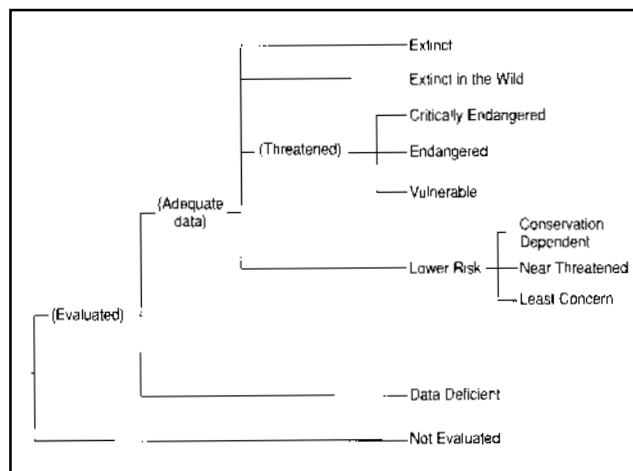 Extinct
Extinct in the Wild
Critically Endangered
(Threatened)
Endangered
Vulnerable
(Adequate
data)
Conservation
Dependent
Lower Risk
Near Threatened
Least Concern
(Evaluated)
Data Deficient
Not Evaluated